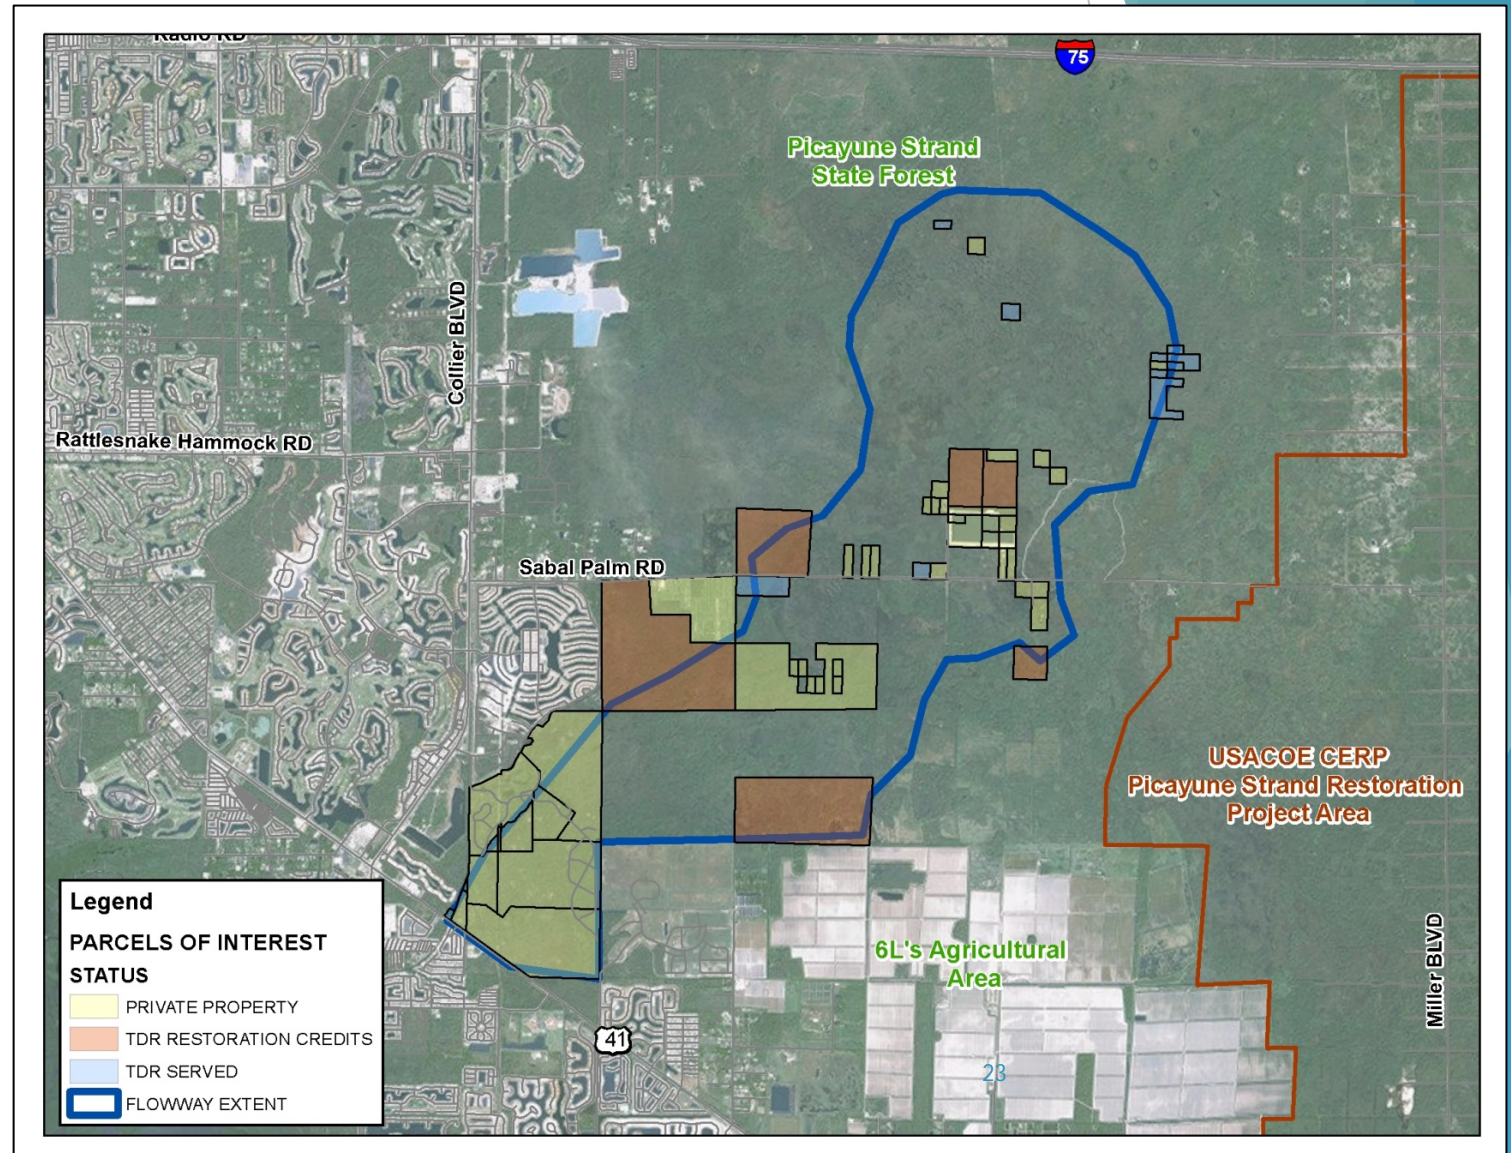 Radio RD
75
Picayune Strand
State Forest
Collier BLVD
Rattlesnake Hammock RD
Sabal Palm RD
USACOE CERP
Picayune Strand Restoration
Project Area
6L's Agricultural
Area
Miller BLVD
41
23
Legend
PARCELS OF INTEREST
STATUS
PRIVATE PROPERTY
TDR RESTORATION CREDITS
TDR SERVED
FLOWWAY EXTENT